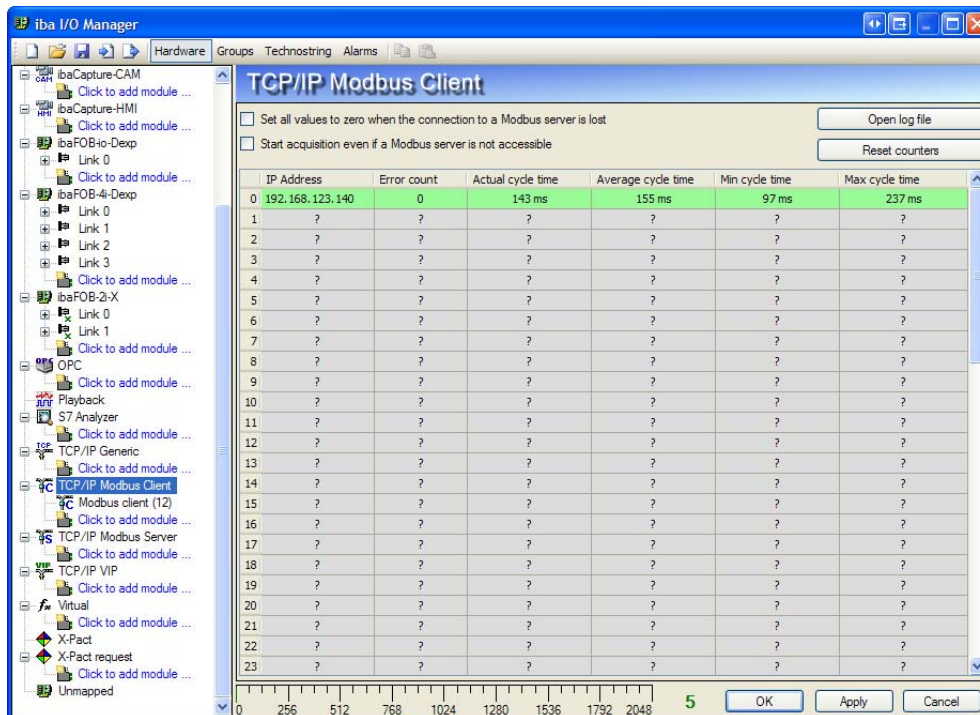 iba I/O Manager
Hardware Groups Technostring Alarms
ibaCapture-CAM
Click to add module ...
ibaCapture-HMI
Click to add module ...
ibaFOB-io-Dexp
Link 0
Click to add module ...
ibaFOB-4i-Dexp
Link 0
Link 1
Link 2
Link 3
Click to add module ...
ibaFOB-2i-X
Link 0
Link 1
Click to add module ...
OPC
Click to add module ...
Playback
S7 Analyzer
Click to add module ...
TCP/IP Generic
Click to add module ...
TCP/IP Modbus Client
Modbus client (12)
Click to add module ...
TCP/IP Modbus Server
Click to add module ...
TCP/IP VIP
Click to add module ...
Virtual
Click to add module ...
X-Pact
X-Pact request
Click to add module ...
Unmapped
TCP/IP Modbus Client
Set all values to zero when the connection to a Modbus server is lost
Open log file
Start acquisition even if a Modbus server is not accessible
Reset counters
IP Address Error count Actual cycle time Average cycle time Min cycle time Max cycle time
0 192.168.123.140 0 143 ms 155 ms 97 ms 237 ms
1 ? ? ? ? ? ?
2 ? ? ? ? ? ?
3 ? ? ? ? ? ?
4 ? ? ? ? ? ?
5 ? ? ? ? ? ?
6 ? ? ? ? ? ?
7 ? ? ? ? ? ?
8 ? ? ? ? ? ?
9 ? ? ? ? ? ?
10 ? ? ? ? ? ?
11 ? ? ? ? ? ?
12 ? ? ? ? ? ?
13 ? ? ? ? ? ?
14 ? ? ? ? ? ?
15 ? ? ? ? ? ?
16 ? ? ? ? ? ?
17 ? ? ? ? ? ?
18 ? ? ? ? ? ?
19 ? ? ? ? ? ?
20 ? ? ? ? ? ?
21 ? ? ? ? ? ?
22 ? ? ? ? ? ?
23 ? ? ? ? ? ?
0 256 512 768 1024 1280 1536 1792 2048
5
OK Apply Cancel